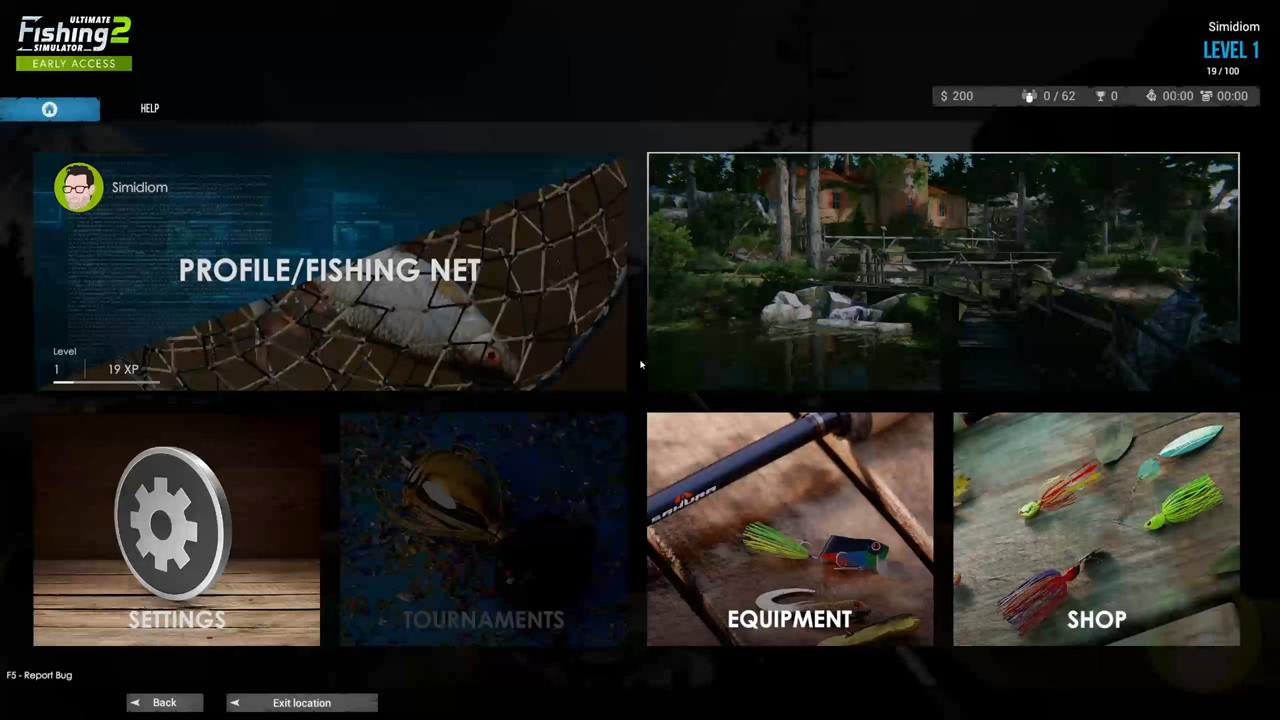 ULTIMATE
Fishing 2
SIMULATOR
EARLY ACCESS
Simidiom
LEVEL 1
19 / 100
HELP
$ 200
0 / 62
0
00:00
00:00
Simidiom
PROFILE/FISHING NET
Level
1
19 XP
SAKURA
SETTINGS
TOURNAMENTS
EQUIPMENT
SHOP
F5 - Report Bug
Back
Exit location